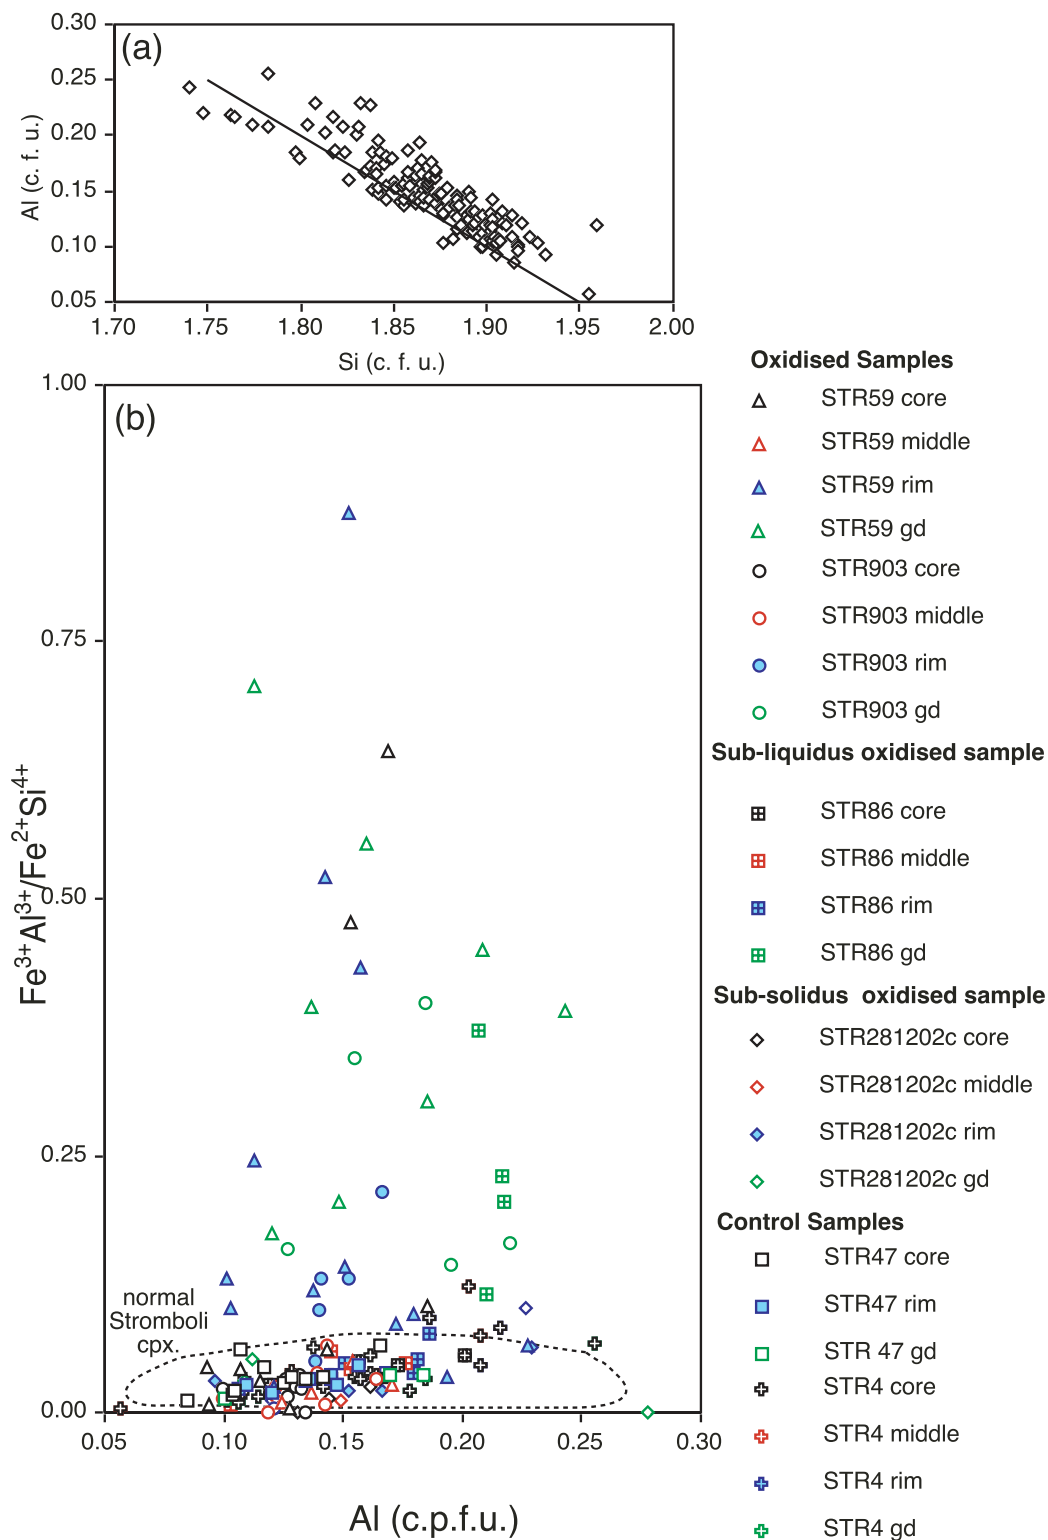 (a)
0.30
0.25
0.20
0.15
0.10
0.05
Al (c. f. u.)
1.70 1.75 1.80 1.85 1.90 1.95 2.00
Si (c. f. u.)
(b)
1.00
0.75
0.50
0.25
0.00
Fe3+Al3+/Fe2+Si4+
normal
Stromboli
cpx.
0.05 0.10 0.15 0.20 0.25 0.30
Al (c.p.f.u.)
Oxidised Samples
STR59 core
STR59 middle
STR59 rim
STR59 gd
STR903 core
STR903 middle
STR903 rim
STR903 gd
Sub-liquidus oxidised sample
STR86 core
STR86 middle
STR86 rim
STR86 gd
Sub-solidus oxidised sample
STR281202c core
STR281202c middle
STR281202c rim
STR281202c gd
Control Samples
STR47 core
STR47 rim
STR 47 gd
STR4 core
STR4 middle
STR4 rim
STR4 gd